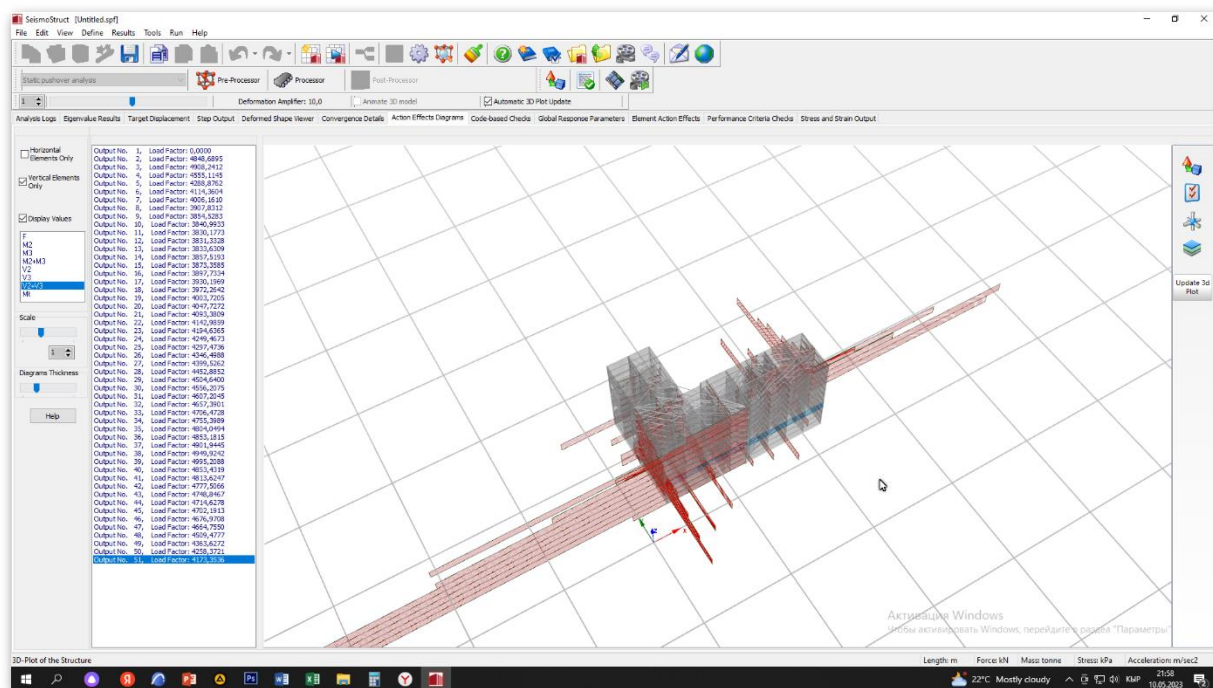 SeismoStruct [Untitled.spf]
File Edit View Define Results Tools Run Help
Static pushover analysis
Pre-Processor
Processor
Post-Processor
1
Deformation Amplifier: 10,0
Animate 3D model
Automatic 3D Plot Update
Analysis Logs Eigenvalue Results Target Displacement Step Output Deformed Shape Viewer Convergence Details Action Effects Diagrams Code-based Checks Global Response Parameters Element Action Effects Performance Criteria Checks Stress and Strain Output
Horizontal
Elements Only
Vertical Elements
Only
Display Values
F
M2
M3
M2+M3
V2
V3
V2+V3
Mt
Scale
1
Diagrams Thickness
Help
Output No. 1, Load Factor: 0,0000
Output No. 2, Load Factor: 4848,6895
Output No. 3, Load Factor: 4908,2412
Output No. 4, Load Factor: 4555,1145
Output No. 5, Load Factor: 4288,8762
Output No. 6, Load Factor: 4114,3604
Output No. 7, Load Factor: 4006,1610
Output No. 8, Load Factor: 3907,8312
Output No. 9, Load Factor: 3854,5283
Output No. 10, Load Factor: 3840,9933
Output No. 11, Load Factor: 3830,1773
Output No. 12, Load Factor: 3831,3328
Output No. 13, Load Factor: 3833,6309
Output No. 14, Load Factor: 3857,5193
Output No. 15, Load Factor: 3873,3585
Output No. 16, Load Factor: 3897,7334
Output No. 17, Load Factor: 3930,1969
Output No. 18, Load Factor: 3972,2642
Output No. 19, Load Factor: 4003,7205
Output No. 20, Load Factor: 4047,7272
Output No. 21, Load Factor: 4093,3809
Output No. 22, Load Factor: 4142,9859
Output No. 23, Load Factor: 4194,6365
Output No. 24, Load Factor: 4249,4673
Output No. 25, Load Factor: 4297,4736
Output No. 26, Load Factor: 4346,4988
Output No. 27, Load Factor: 4399,5262
Output No. 28, Load Factor: 4452,8852
Output No. 29, Load Factor: 4504,6400
Output No. 30, Load Factor: 4556,2075
Output No. 31, Load Factor: 4607,2045
Output No. 32, Load Factor: 4657,3901
Output No. 33, Load Factor: 4706,4728
Output No. 34, Load Factor: 4755,3989
Output No. 35, Load Factor: 4804,0494
Output No. 36, Load Factor: 4853,1815
Output No. 37, Load Factor: 4901,9445
Output No. 38, Load Factor: 4949,9242
Output No. 39, Load Factor: 4995,2088
Output No. 40, Load Factor: 4853,4319
Output No. 41, Load Factor: 4813,6247
Output No. 42, Load Factor: 4777,5066
Output No. 43, Load Factor: 4748,8467
Output No. 44, Load Factor: 4714,6278
Output No. 45, Load Factor: 4702,1913
Output No. 46, Load Factor: 4676,9708
Output No. 47, Load Factor: 4664,7550
Output No. 48, Load Factor: 4509,4777
Output No. 49, Load Factor: 4363,6272
Output No. 50, Load Factor: 4258,3721
Output No. 51, Load Factor: 4173,3536
Update 3d
Plot
Активация Windows
Чтобы активировать Windows, перейдите в раздел "Параметры"
3D-Plot of the Structure
Length: m Force: kN Mass: tonne Stress: kPa Acceleration: m/sec2
22°C Mostly cloudy
КЫР
21:58
10.05.2023